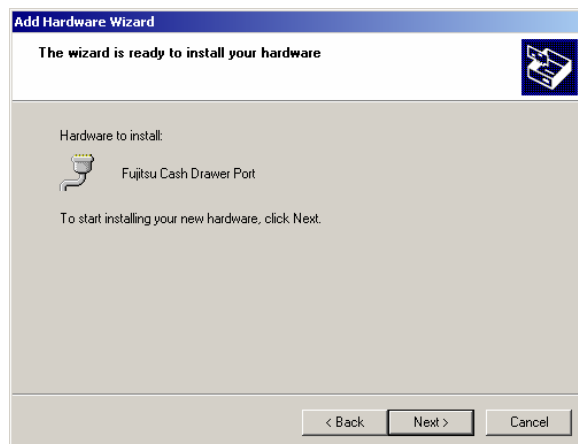 Add Hardware Wizard
The wizard is ready to install your hardware
Hardware to install:
Fujitsu Cash Drawer Port
To start installing your new hardware, click Next.
< Back
Next >
Cancel